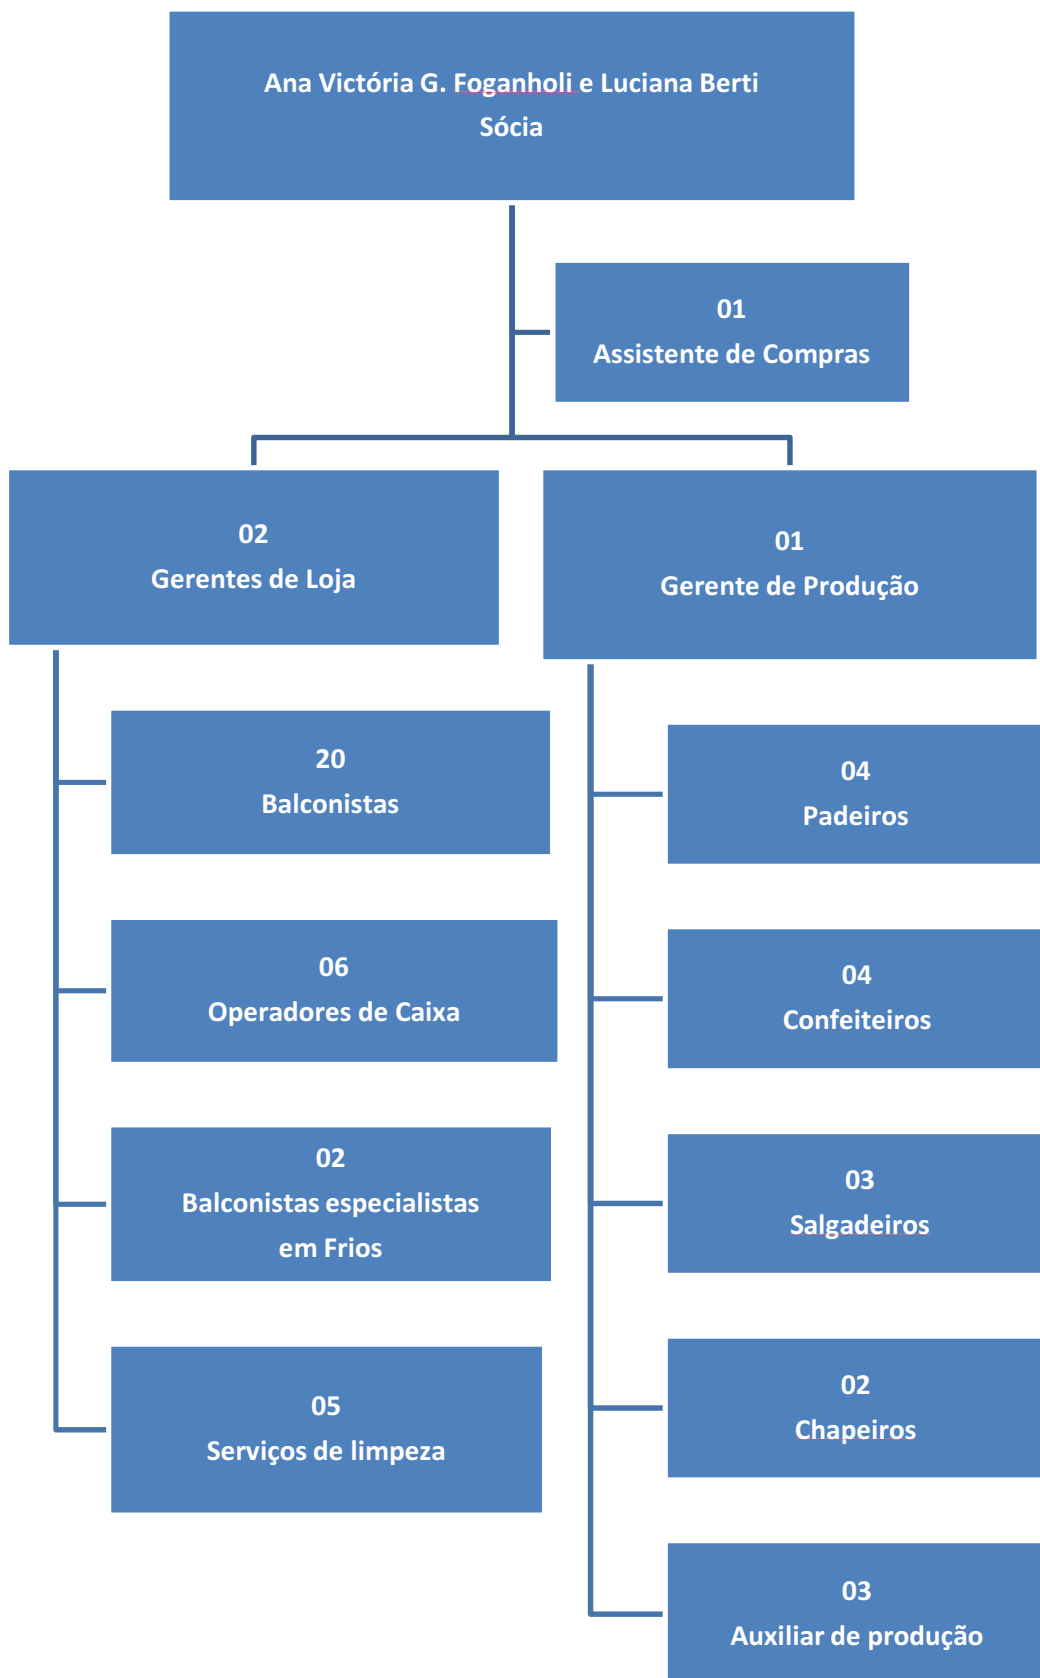 Ana Victória G. Foganholi e Luciana Berti
Sócia
01
Assistente de Compras
02
Gerentes de Loja
01
Gerente de Produção
20
Balconistas
06
Operadores de Caixa
02
Balconistas especialistas
em Frios
05
Serviços de limpeza
04
Padeiros
04
Confeiteiros
03
Salgadeiros
02
Chapeiros
03
Auxiliar de produção